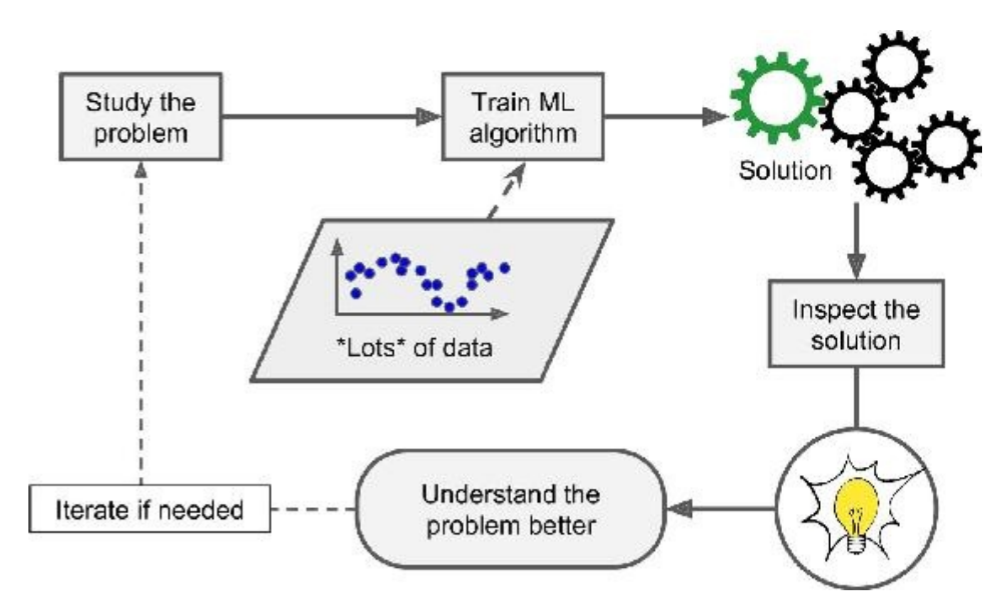 Study the
problem
Train ML
algorithm
Solution
*Lots* of data
Inspect the
solution
Understand the
problem better
Iterate if needed